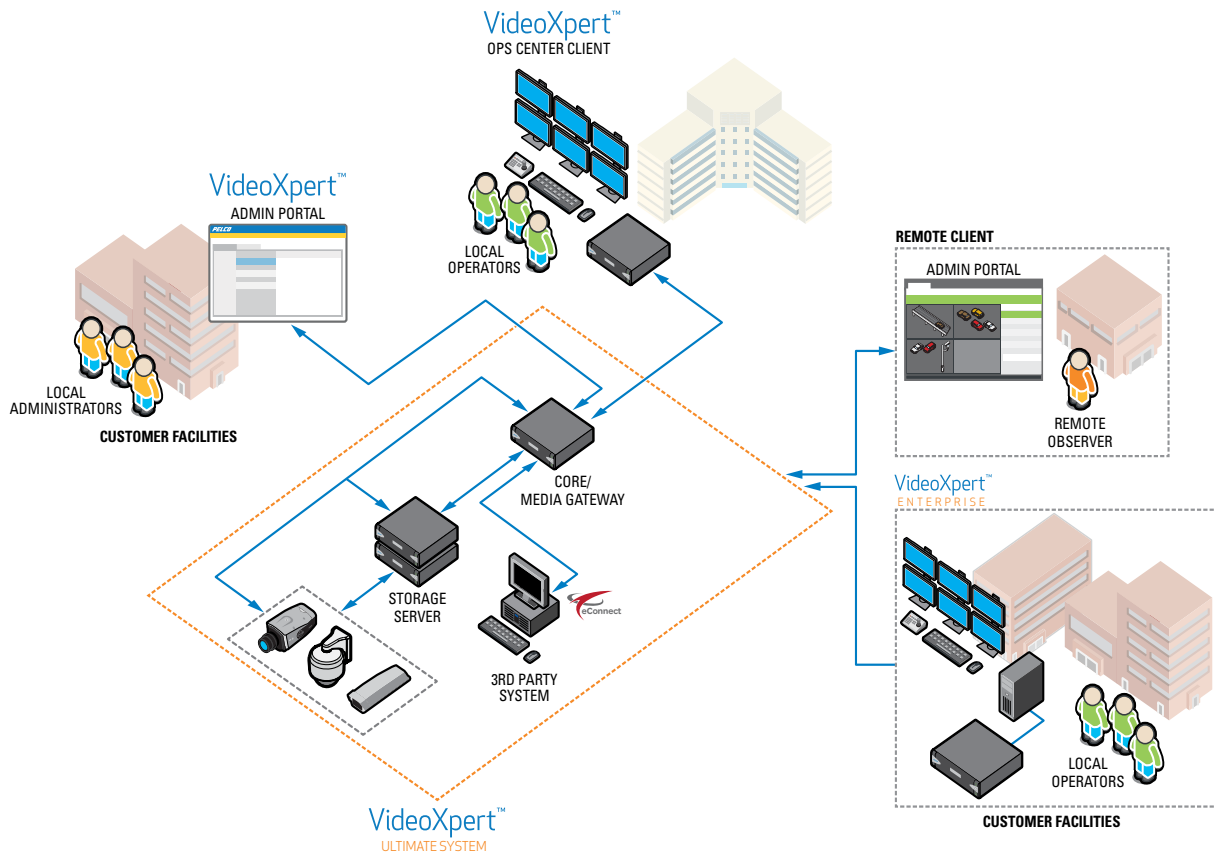 VideoXpert™
OPS CENTER CLIENT
LOCAL
OPERATORS
VideoXpert™
ADMIN PORTAL
PELCO
LOCAL
ADMINISTRATORS
CUSTOMER FACILITIES
REMOTE CLIENT
ADMIN PORTAL
REMOTE
OBSERVER
CORE/
MEDIA GATEWAY
STORAGE
SERVER
eConnect
3RD PARTY
SYSTEM
VideoXpert™
ENTERPRISE
LOCAL
OPERATORS
CUSTOMER FACILITIES
VideoXpert™
ULTIMATE SYSTEM